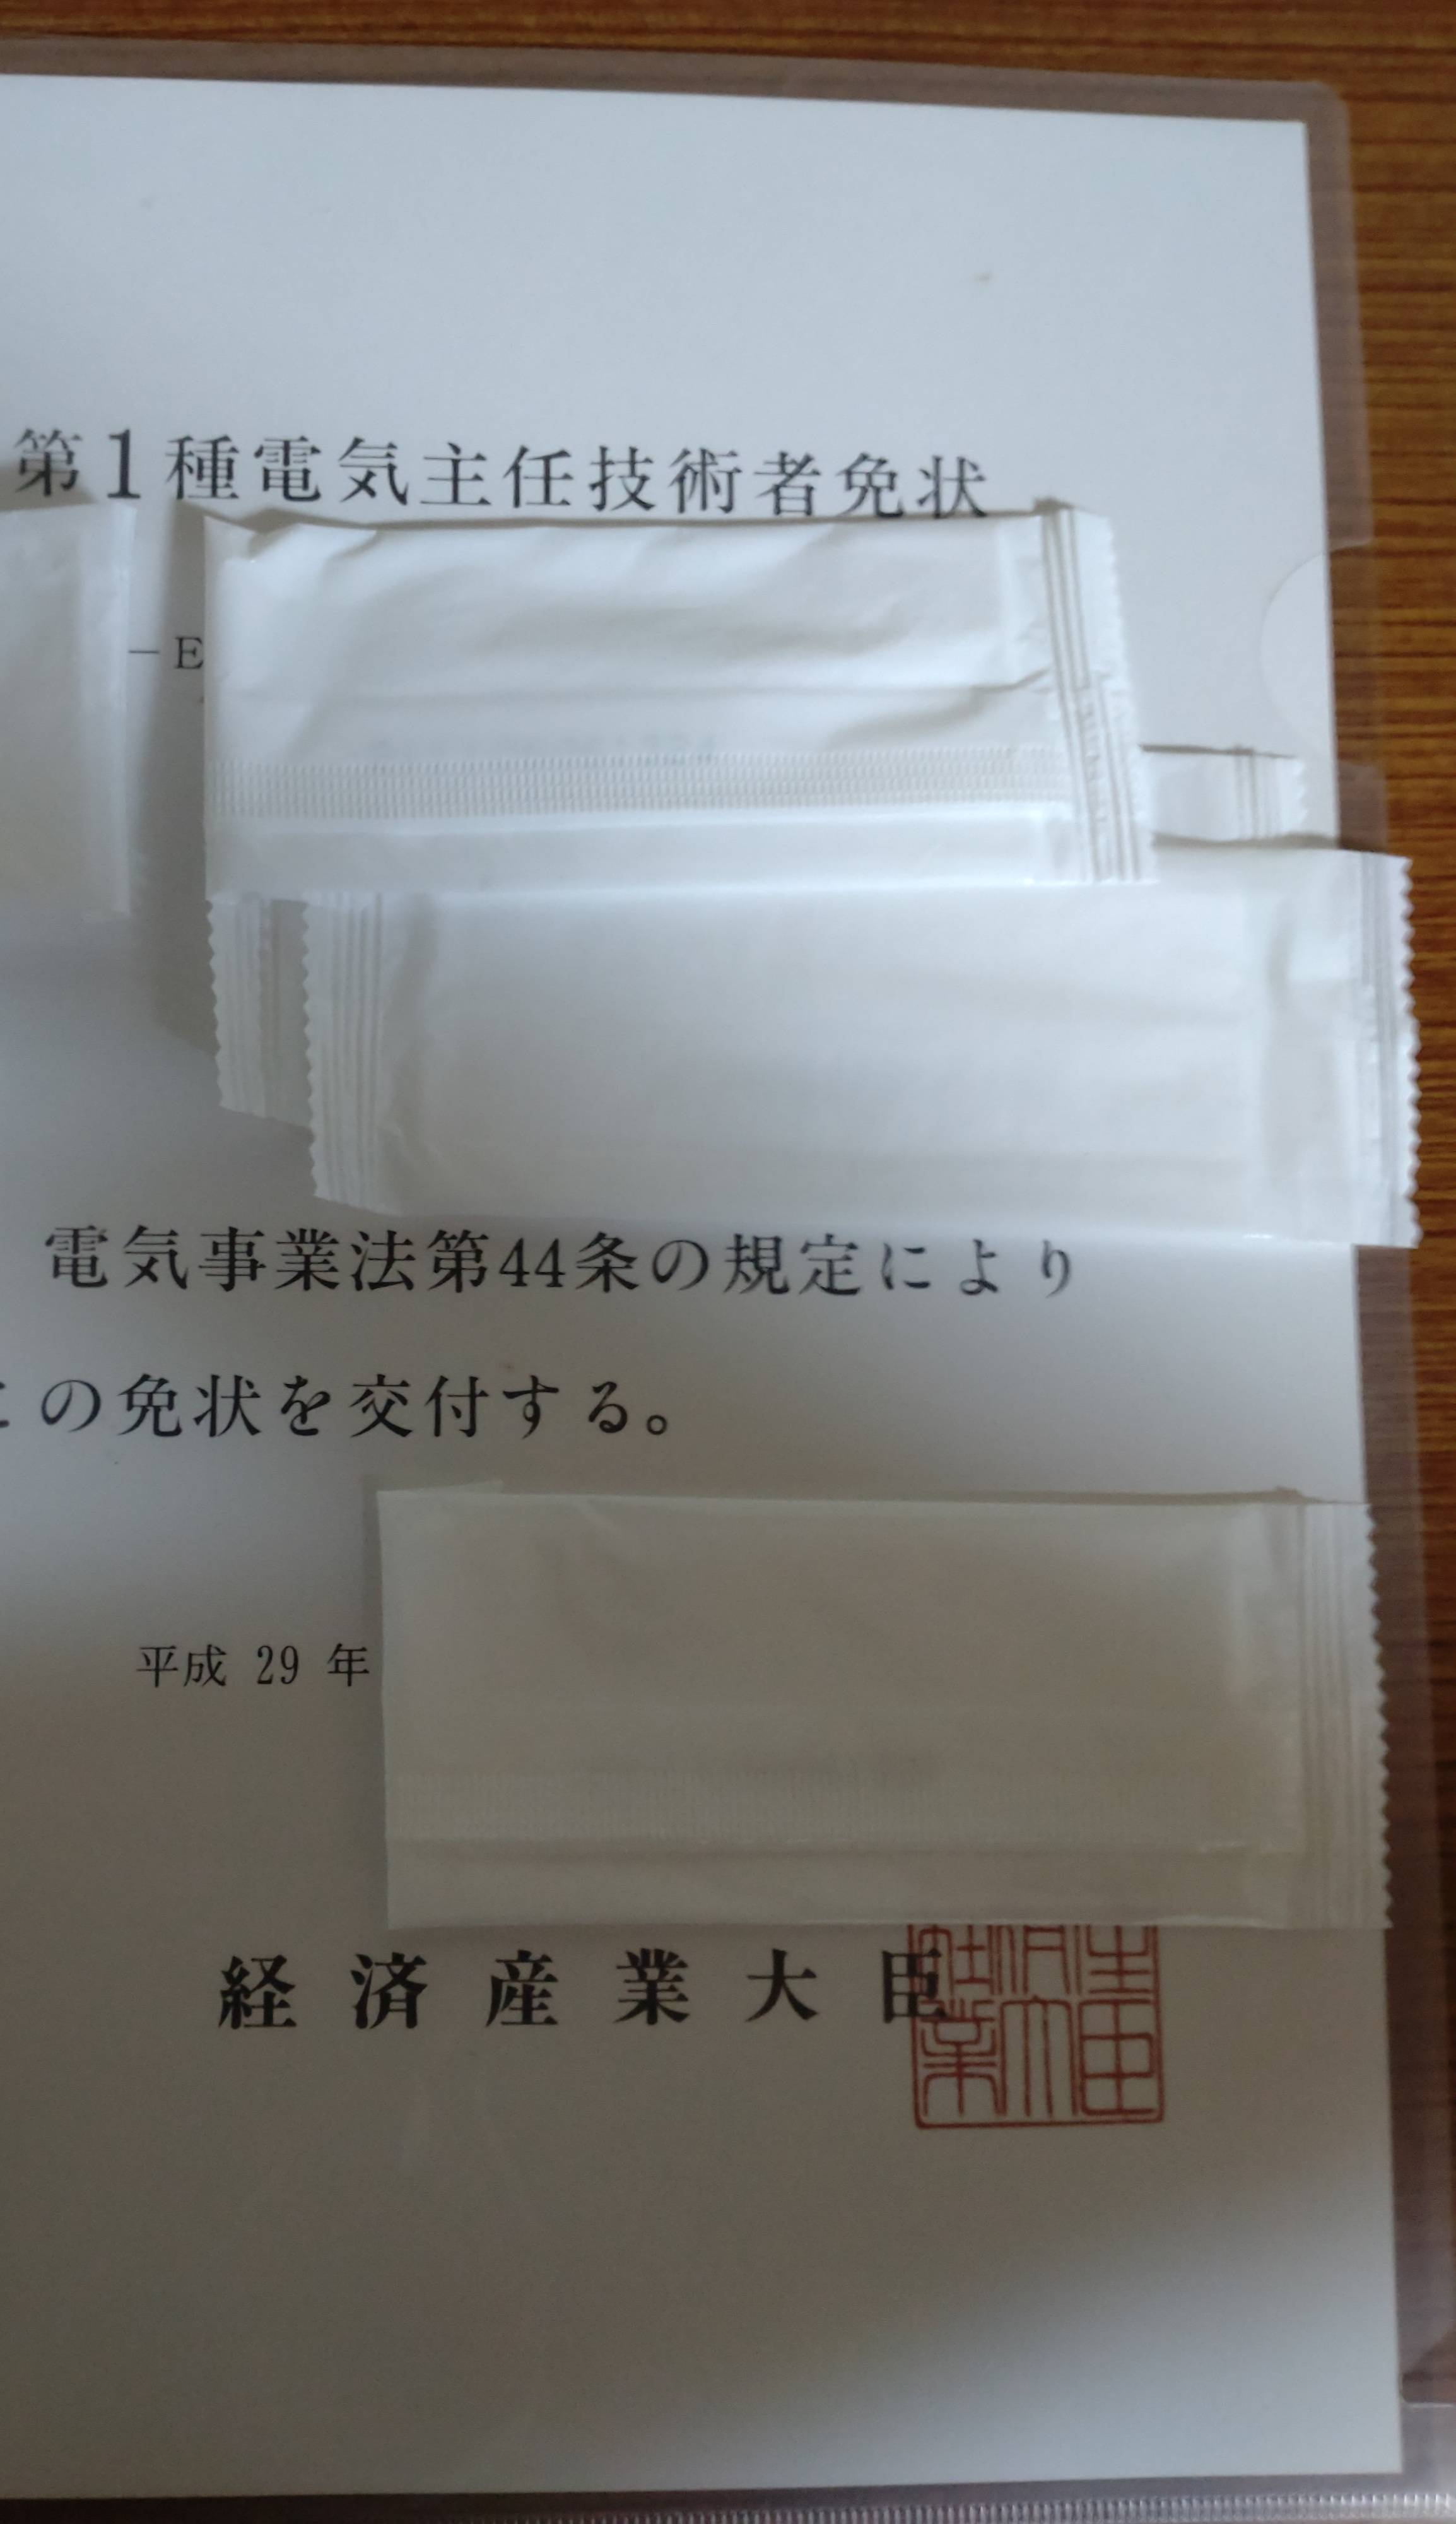 第1種電気主任技術者免状
－E
電気事業法第44条の規定により
この免状を交付する。
平成 29 年
経済産業大臣